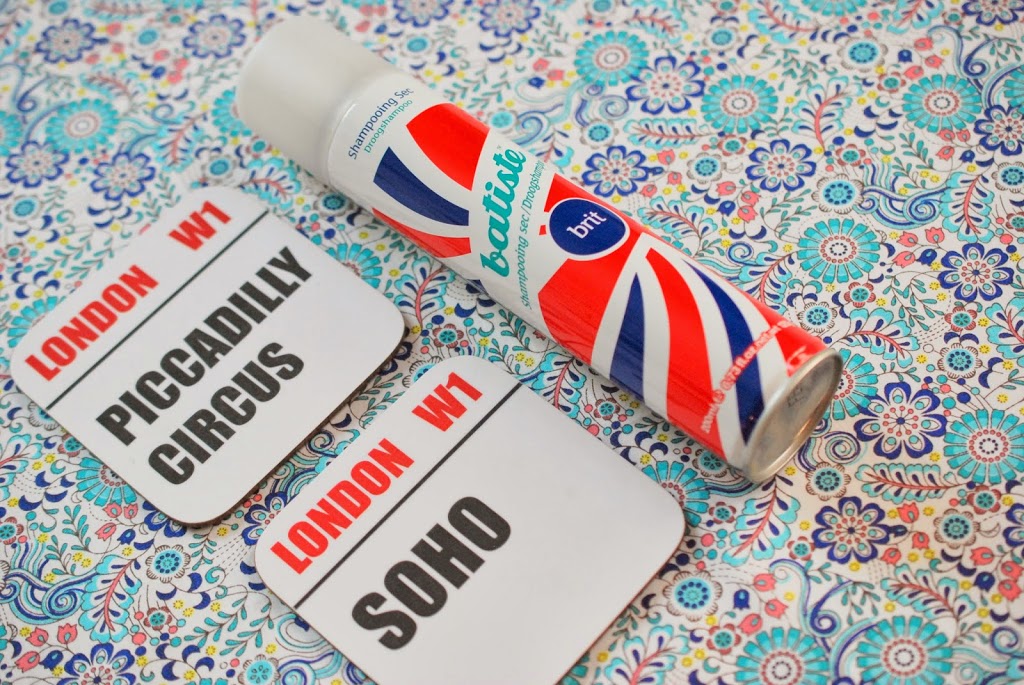 Shampooing Sec
Droogshampoo
batiste
Shampooing sec/Droogshampoo
brit
LONDON W1
PICCADILLY
CIRCUS
LONDON W1
SOHO